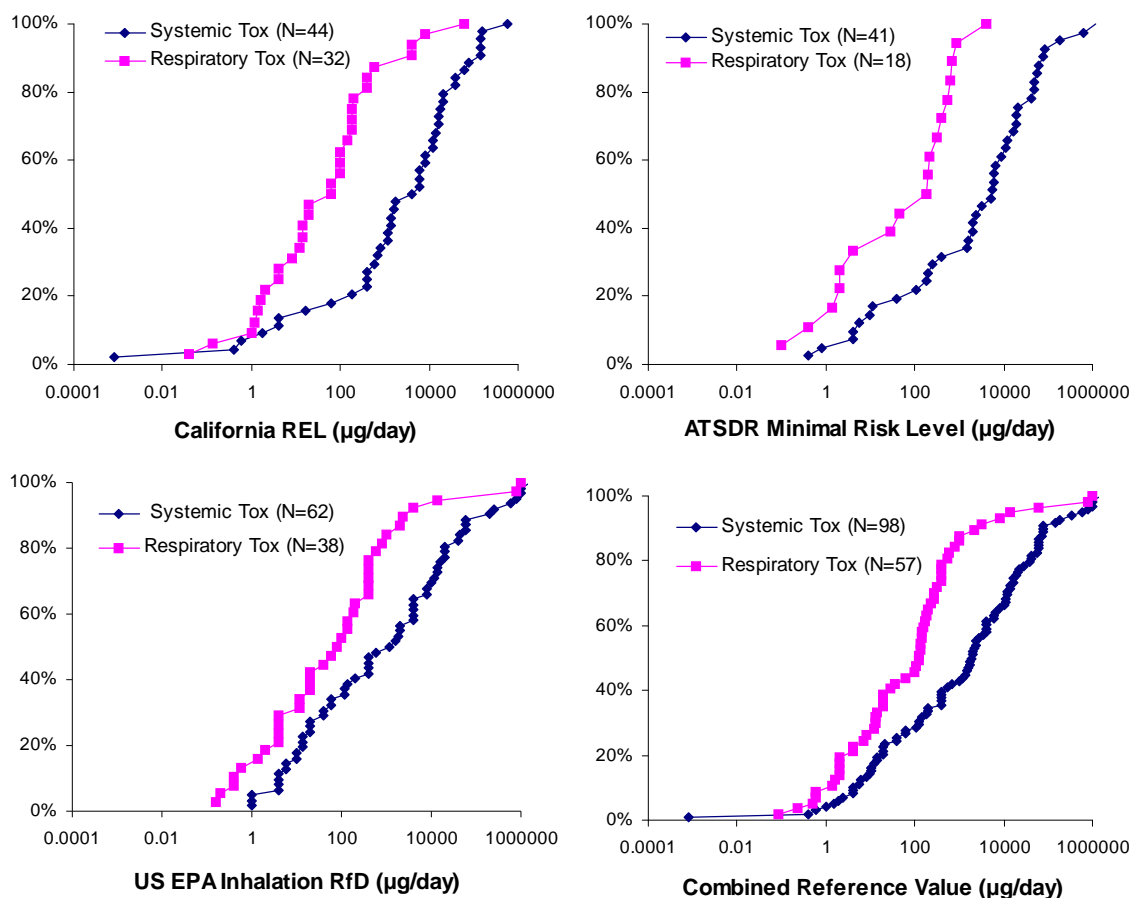 100%
80%
60%
40%
20%
0%
Systemic Tox (N=44)
Respiratory Tox (N=32)
0.0001 0.01 1 100 10000 1000000
California REL (µg/day)
100%
80%
60%
40%
20%
0%
Systemic Tox (N=41)
Respiratory Tox (N=18)
0.0001 0.01 1 100 10000 1000000
ATSDR Minimal Risk Level (µg/day)
100%
80%
60%
40%
20%
0%
Systemic Tox (N=62)
Respiratory Tox (N=38)
0.0001 0.01 1 100 10000 1000000
US EPA Inhalation RfD (µg/day)
100%
80%
60%
40%
20%
0%
Systemic Tox (N=98)
Respiratory Tox (N=57)
0.0001 0.01 1 100 10000 1000000
Combined Reference Value (µg/day)